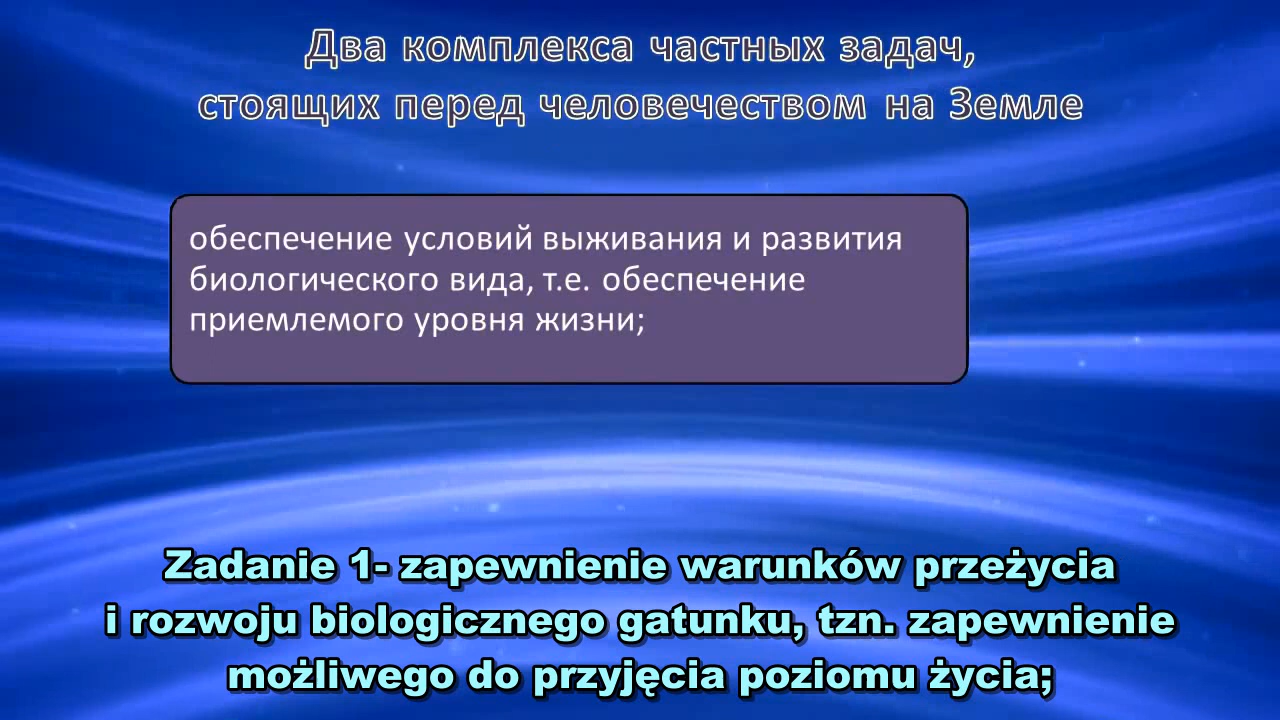 Два комплекса частных задач,
стоящих перед человечеством на Земле
обеспечение условий выживания и развития
биологического вида, т.е. обеспечение
приемлемого уровня жизни;
Zadanie 1- zapewnienie warunków przeżycia
i rozwoju biologicznego gatunku, tzn. zapewnienie
możliwego do przyjęcia poziomu życia;